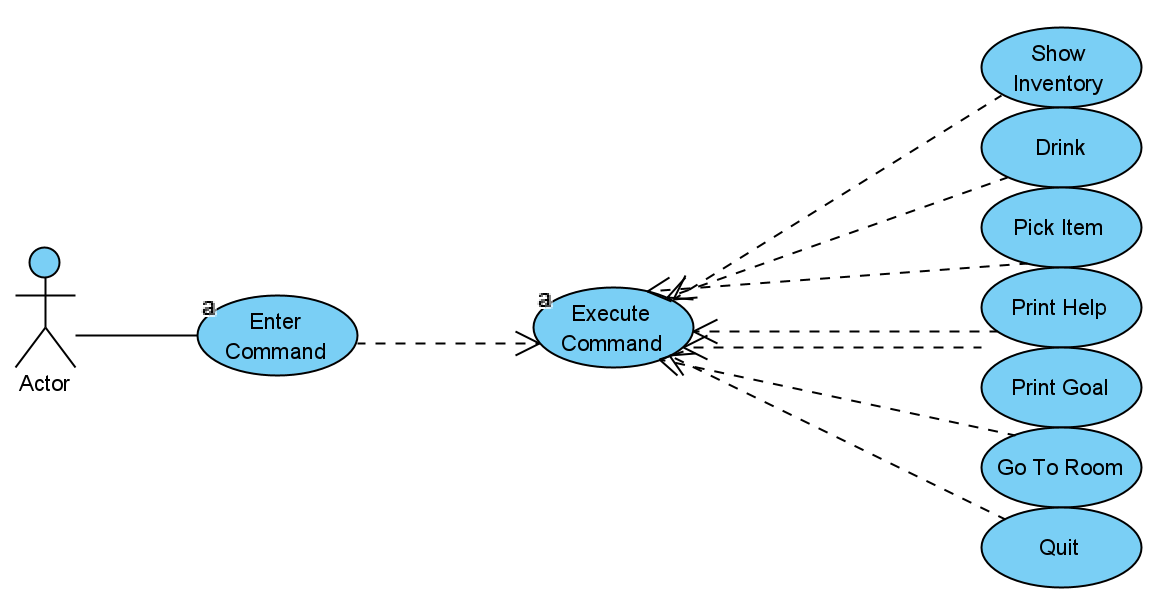 Actor
a
Enter
Command
a
Execute
Command
Show
Inventory
Drink
Pick Item
Print Help
Print Goal
Go To Room
Quit